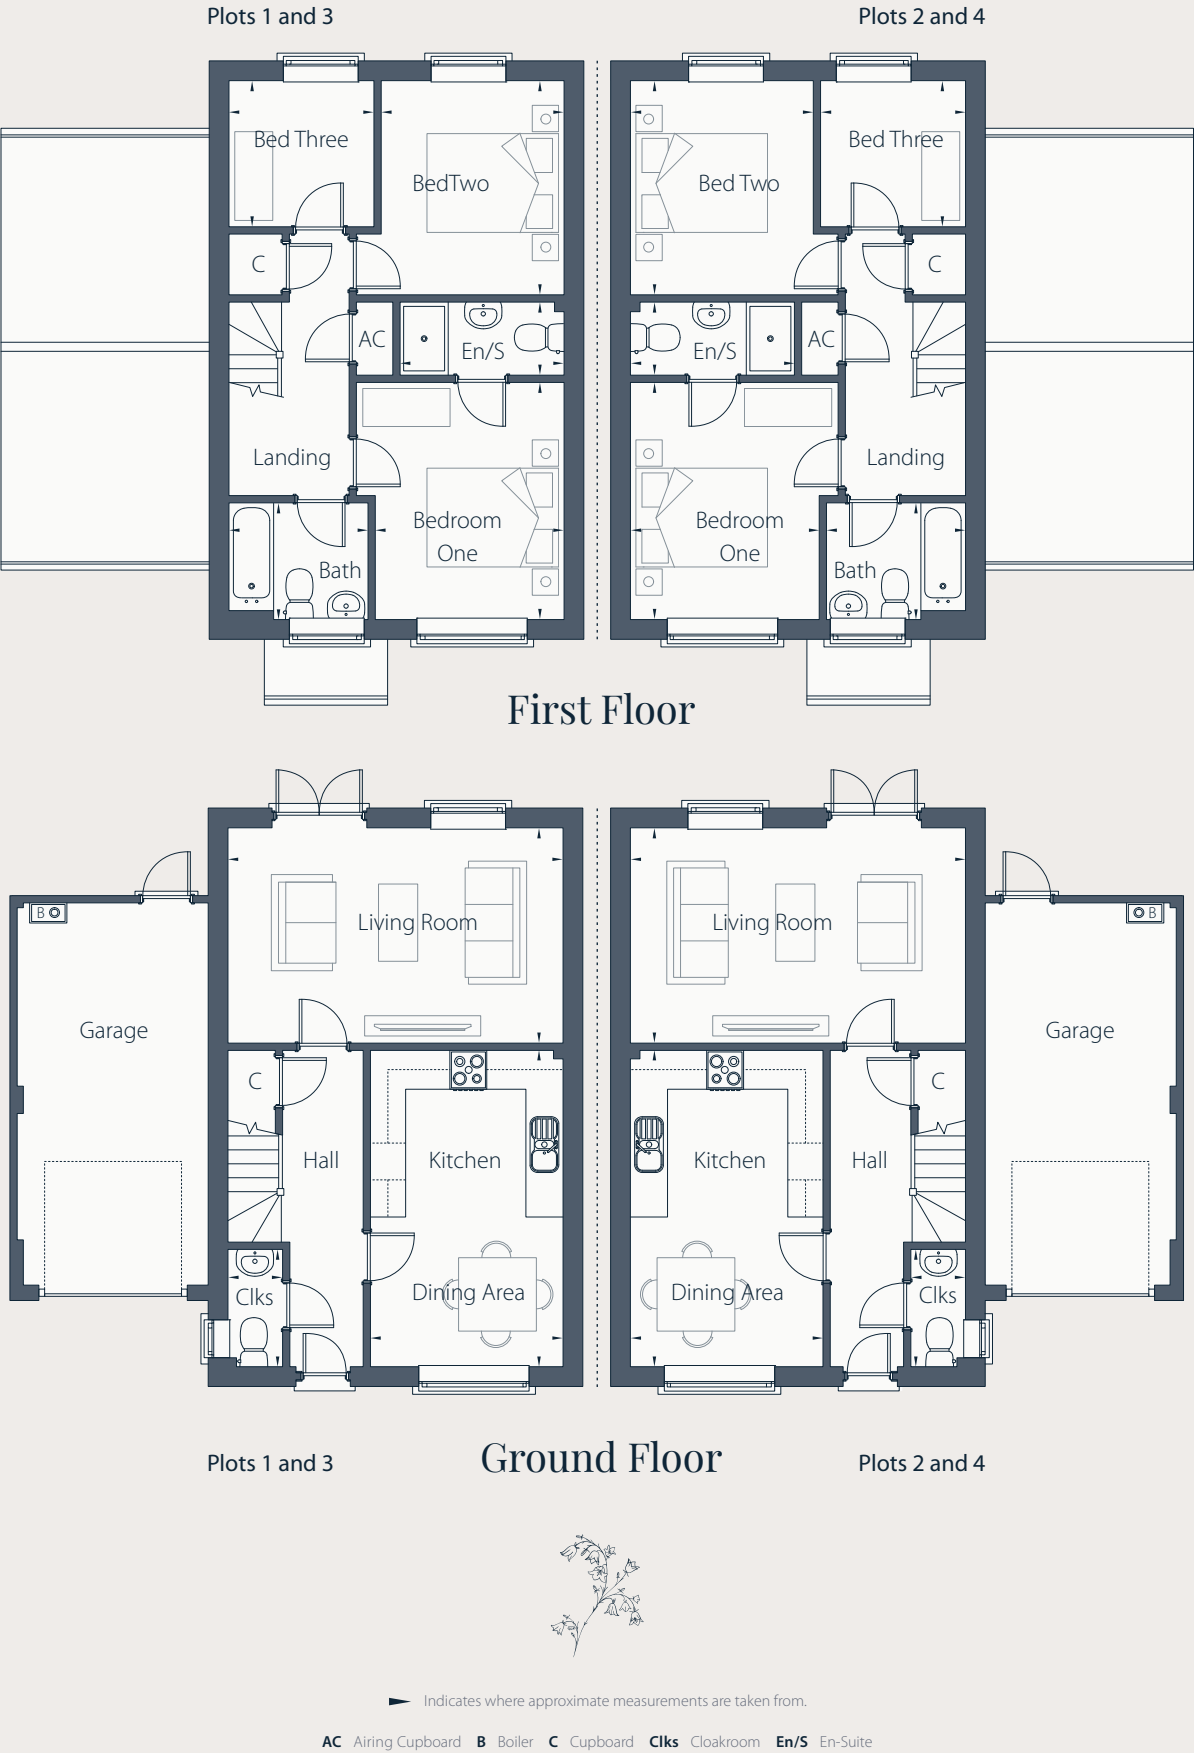 Plots 1 and 3
Plots 2 and 4
Bed Three
BedTwo
Bed Two
Bed Three
C
C
AC
En/S
En/S
AC
Landing
Landing
Bedroom
One
Bedroom
One
Bath
Bath
First Floor
Living Room
Living Room
B
B
Garage
Garage
C
C
Hall
Kitchen
Kitchen
Hall
Clks
Dining Area
Dining Area
Clks
Plots 1 and 3
Ground Floor
Plots 2 and 4
Indicates where approximate measurements are taken from.
AC Airing Cupboard B Boiler C Cupboard Clks Cloakroom En/S En-Suite